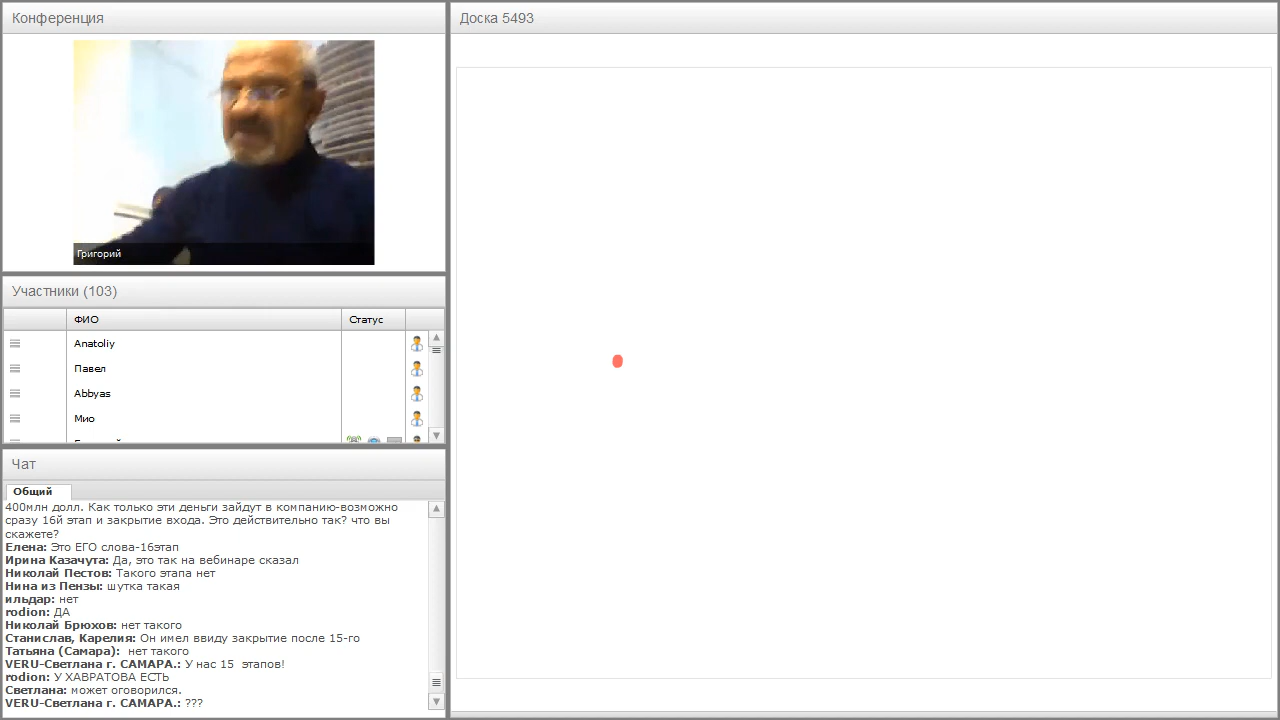 Конференция
Григорий
Участники (103)
ФИО Статус
Anatoliy
Павел
Abbyas
Мио
Чат
Общий
400млн долл. Как только эти деньги зайдут в компанию-возможно
сразу 16й этап и закрытие входа. Это действительно так? что вы
скажете?
Елена: Это ЕГО слова-16этап
Ирина Казачута: Да, это так на вебинаре сказал
Николай Пестов: Такого этапа нет
Нина из Пензы: шутка такая
ильдар: нет
rodion: ДА
Николай Брюхов: нет такого
Станислав, Карелия: Он имел ввиду закрытие после 15-го
Татьяна (Самара): нет такого
VERU-Светлана г. САМАРА.: У нас 15 этапов!
rodion: У ХАВРАТОВА ЕСТЬ
Светлана: может оговорился.
VERU-Светлана г. САМАРА.: ???
Доска 5493